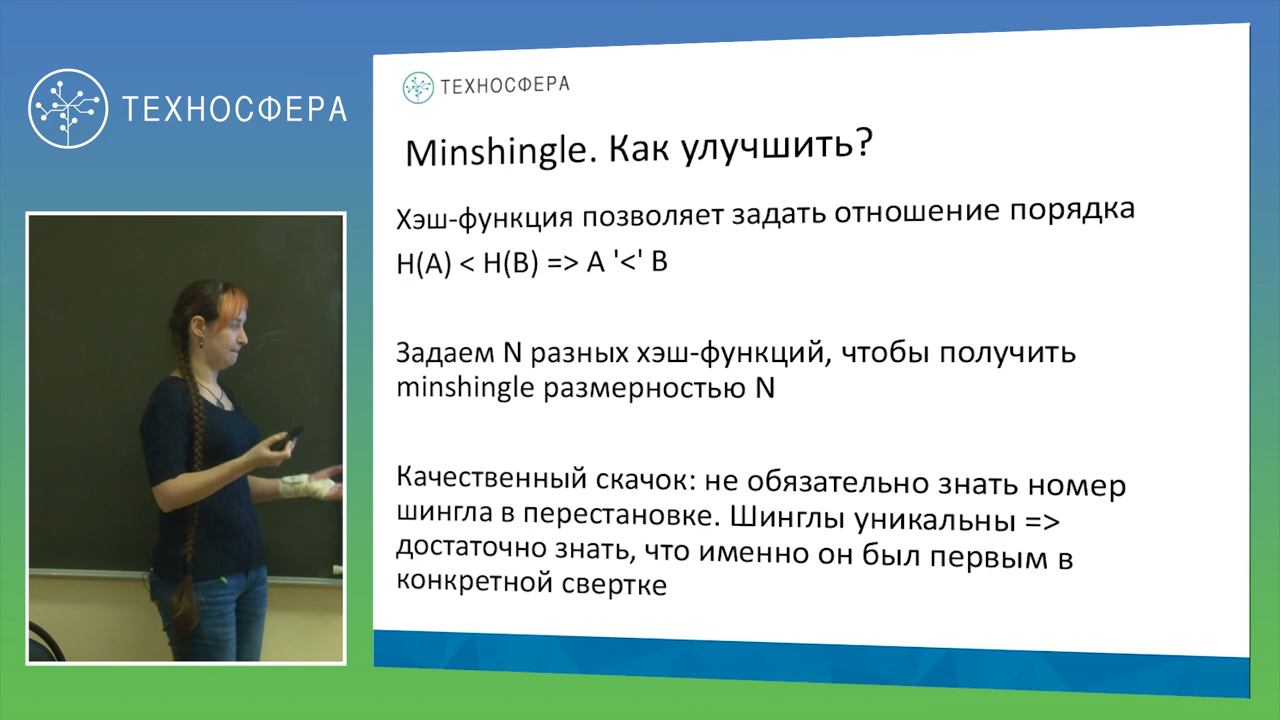 ТЕХНОСФЕРА
ТЕХНОСФЕРА
Minshingle. Как улучшить?
Хэш-функция позволяет задать отношение порядка
H(A) < H(B) => A '<' B
Задаем N разных хэш-функций, чтобы получить
minshingle размерностью N
Качественный скачок: не обязательно знать номер
шингла в перестановке. Шинглы уникальны =>
достаточно знать, что именно он был первым в
конкретной свертке